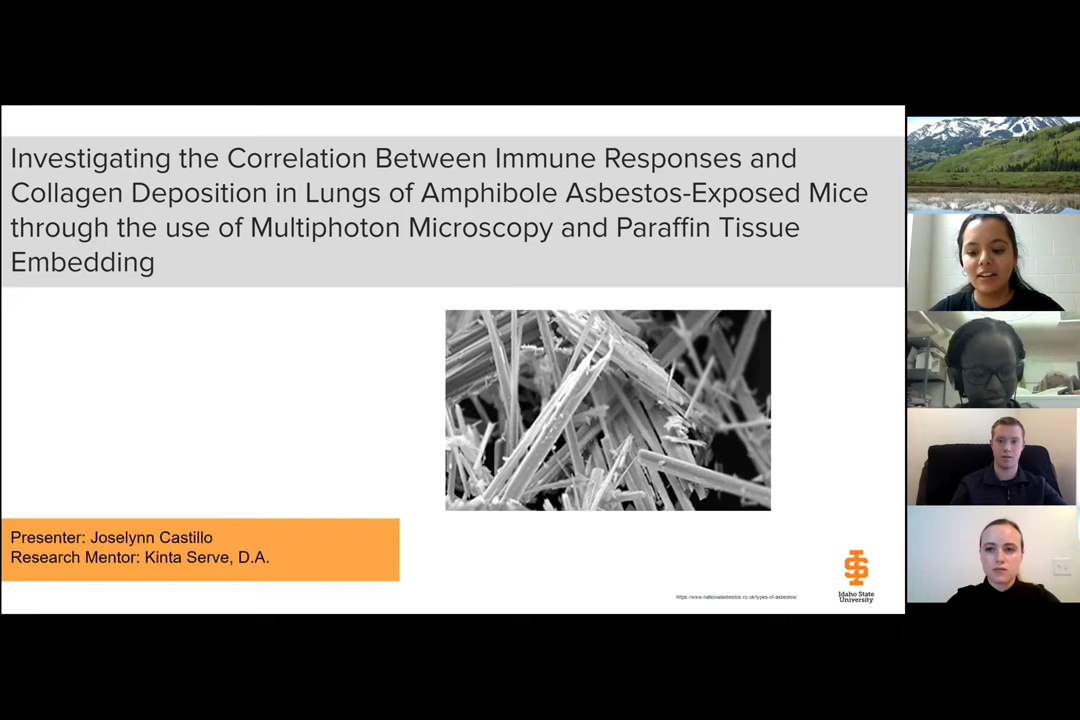 Investigating the Correlation Between Immune Responses and
Collagen Deposition in Lungs of Amphibole Asbestos-Exposed Mice
through the use of Multiphoton Microscopy and Paraffin Tissue
Embedding
Presenter: Joselynn Castillo
Research Mentor: Kinta Serve, D.A.
https://www.nationalasbestos.co.uk/types-of-asbestos/
Idaho State
University